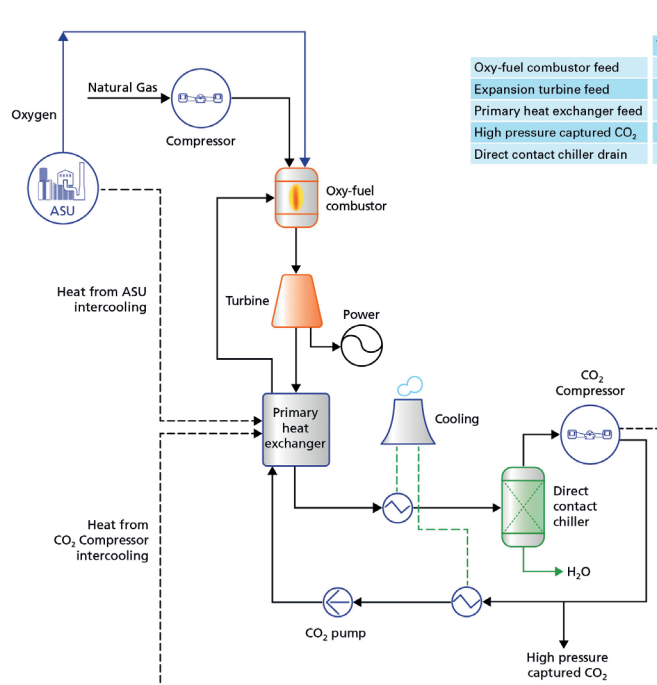 Oxy-fuel combustor feed
Expansion turbine feed
Primary heat exchanger feed
High pressure captured CO₂
Direct contact chiller drain
Natural Gas
Oxygen
Compressor
ASU
Oxy-fuel
combustor
Heat from ASU
intercooling
Turbine
Power
CO₂
Compressor
Primary
heat
exchanger
Cooling
Direct
contact
chiller
Heat from
CO₂ Compressor
intercooling
H₂O
CO₂ pump
High pressure
captured CO₂